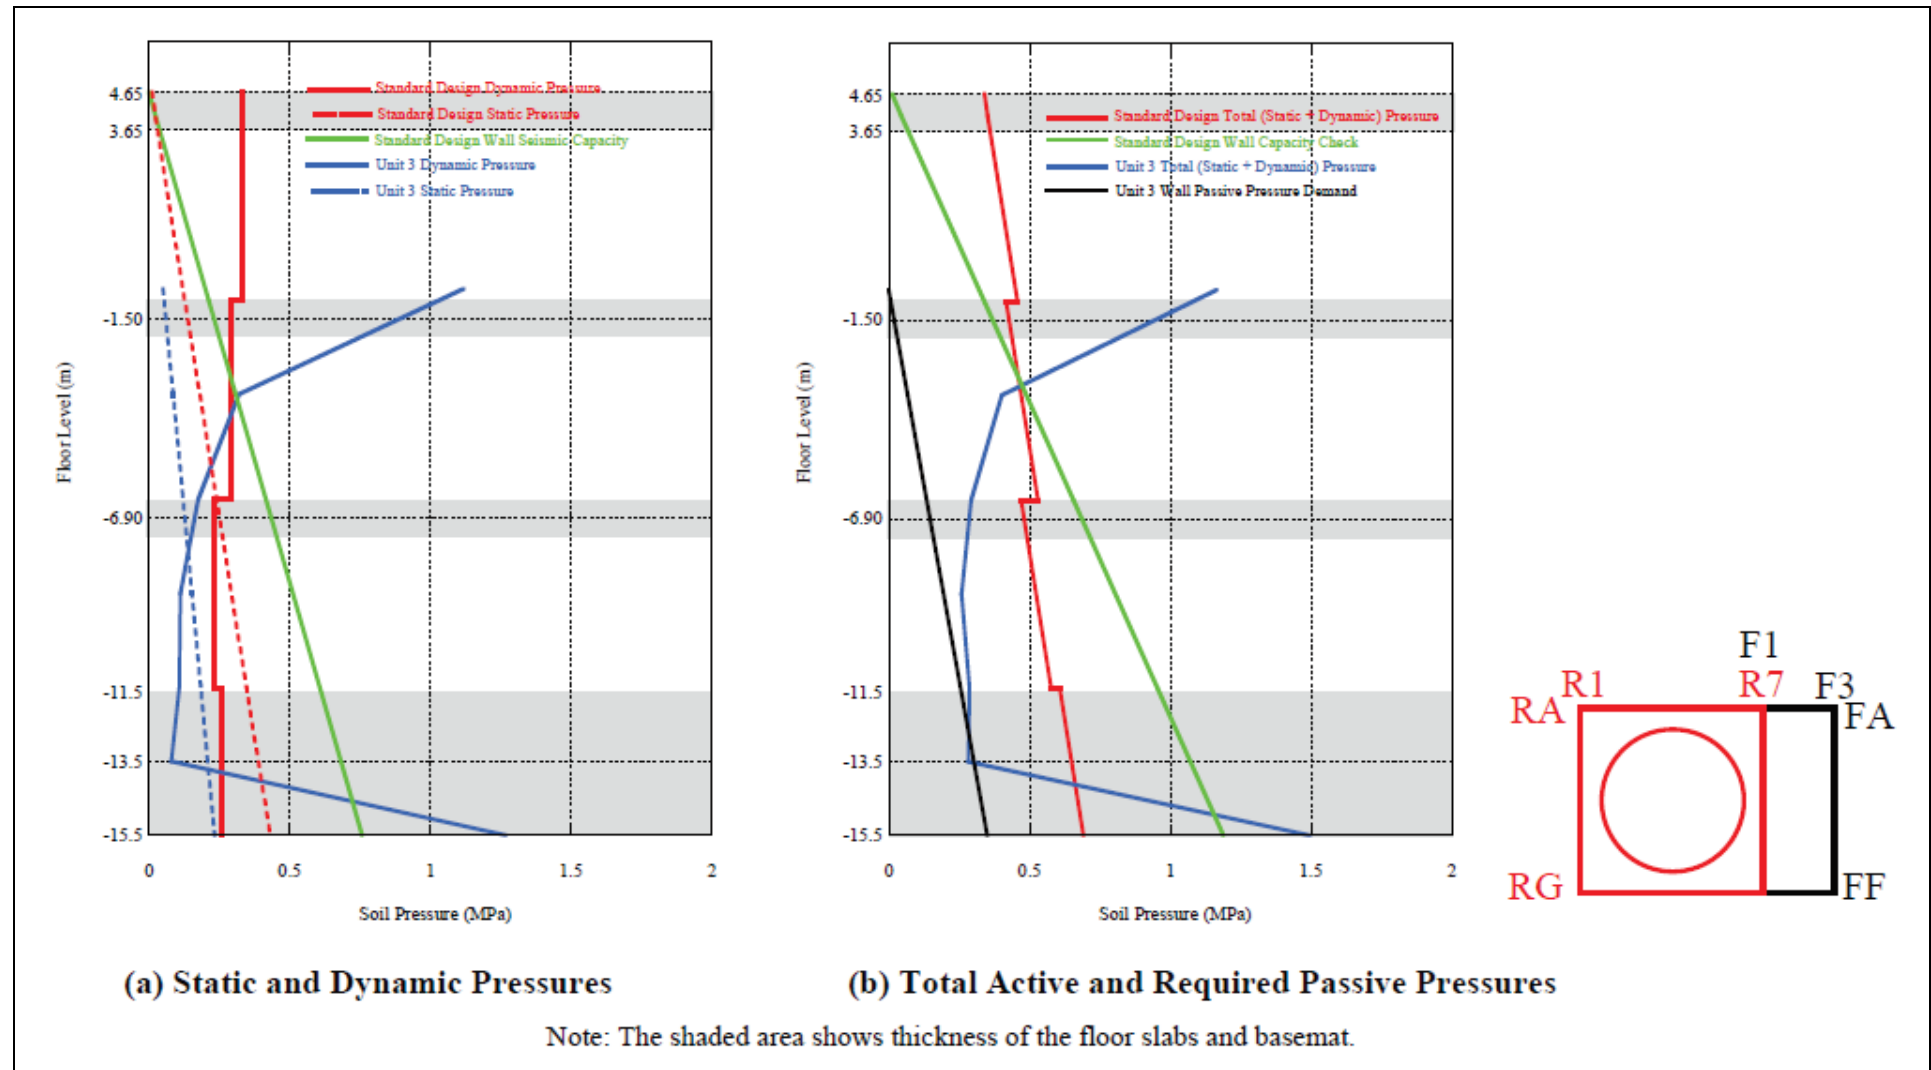 Standard Design Dynamic Pressure
Standard Design Static Pressure
Standard Design Wall Seismic Capacity
Unit 3 Dynamic Pressure
Unit 3 Static Pressure
4.65
3.65
-1.50
-6.90
-11.5
-13.5
-15.5
Floor Level (m)
0 0.5 1 1.5 2
Soil Pressure (MPa)
(a) Static and Dynamic Pressures
Standard Design Total (Static + Dynamic) Pressure
Standard Design Wall Capacity Check
Unit 3 Total (Static + Dynamic) Pressure
Unit 3 Wall Passive Pressure Demand
4.65
3.65
-1.50
-6.90
-11.5
-13.5
-15.5
Floor Level (m)
0 0.5 1 1.5 2
Soil Pressure (MPa)
(b) Total Active and Required Passive Pressures
F1
R1 R7 F3
RA FA
RG FF
Note: The shaded area shows thickness of the floor slabs and basemat.